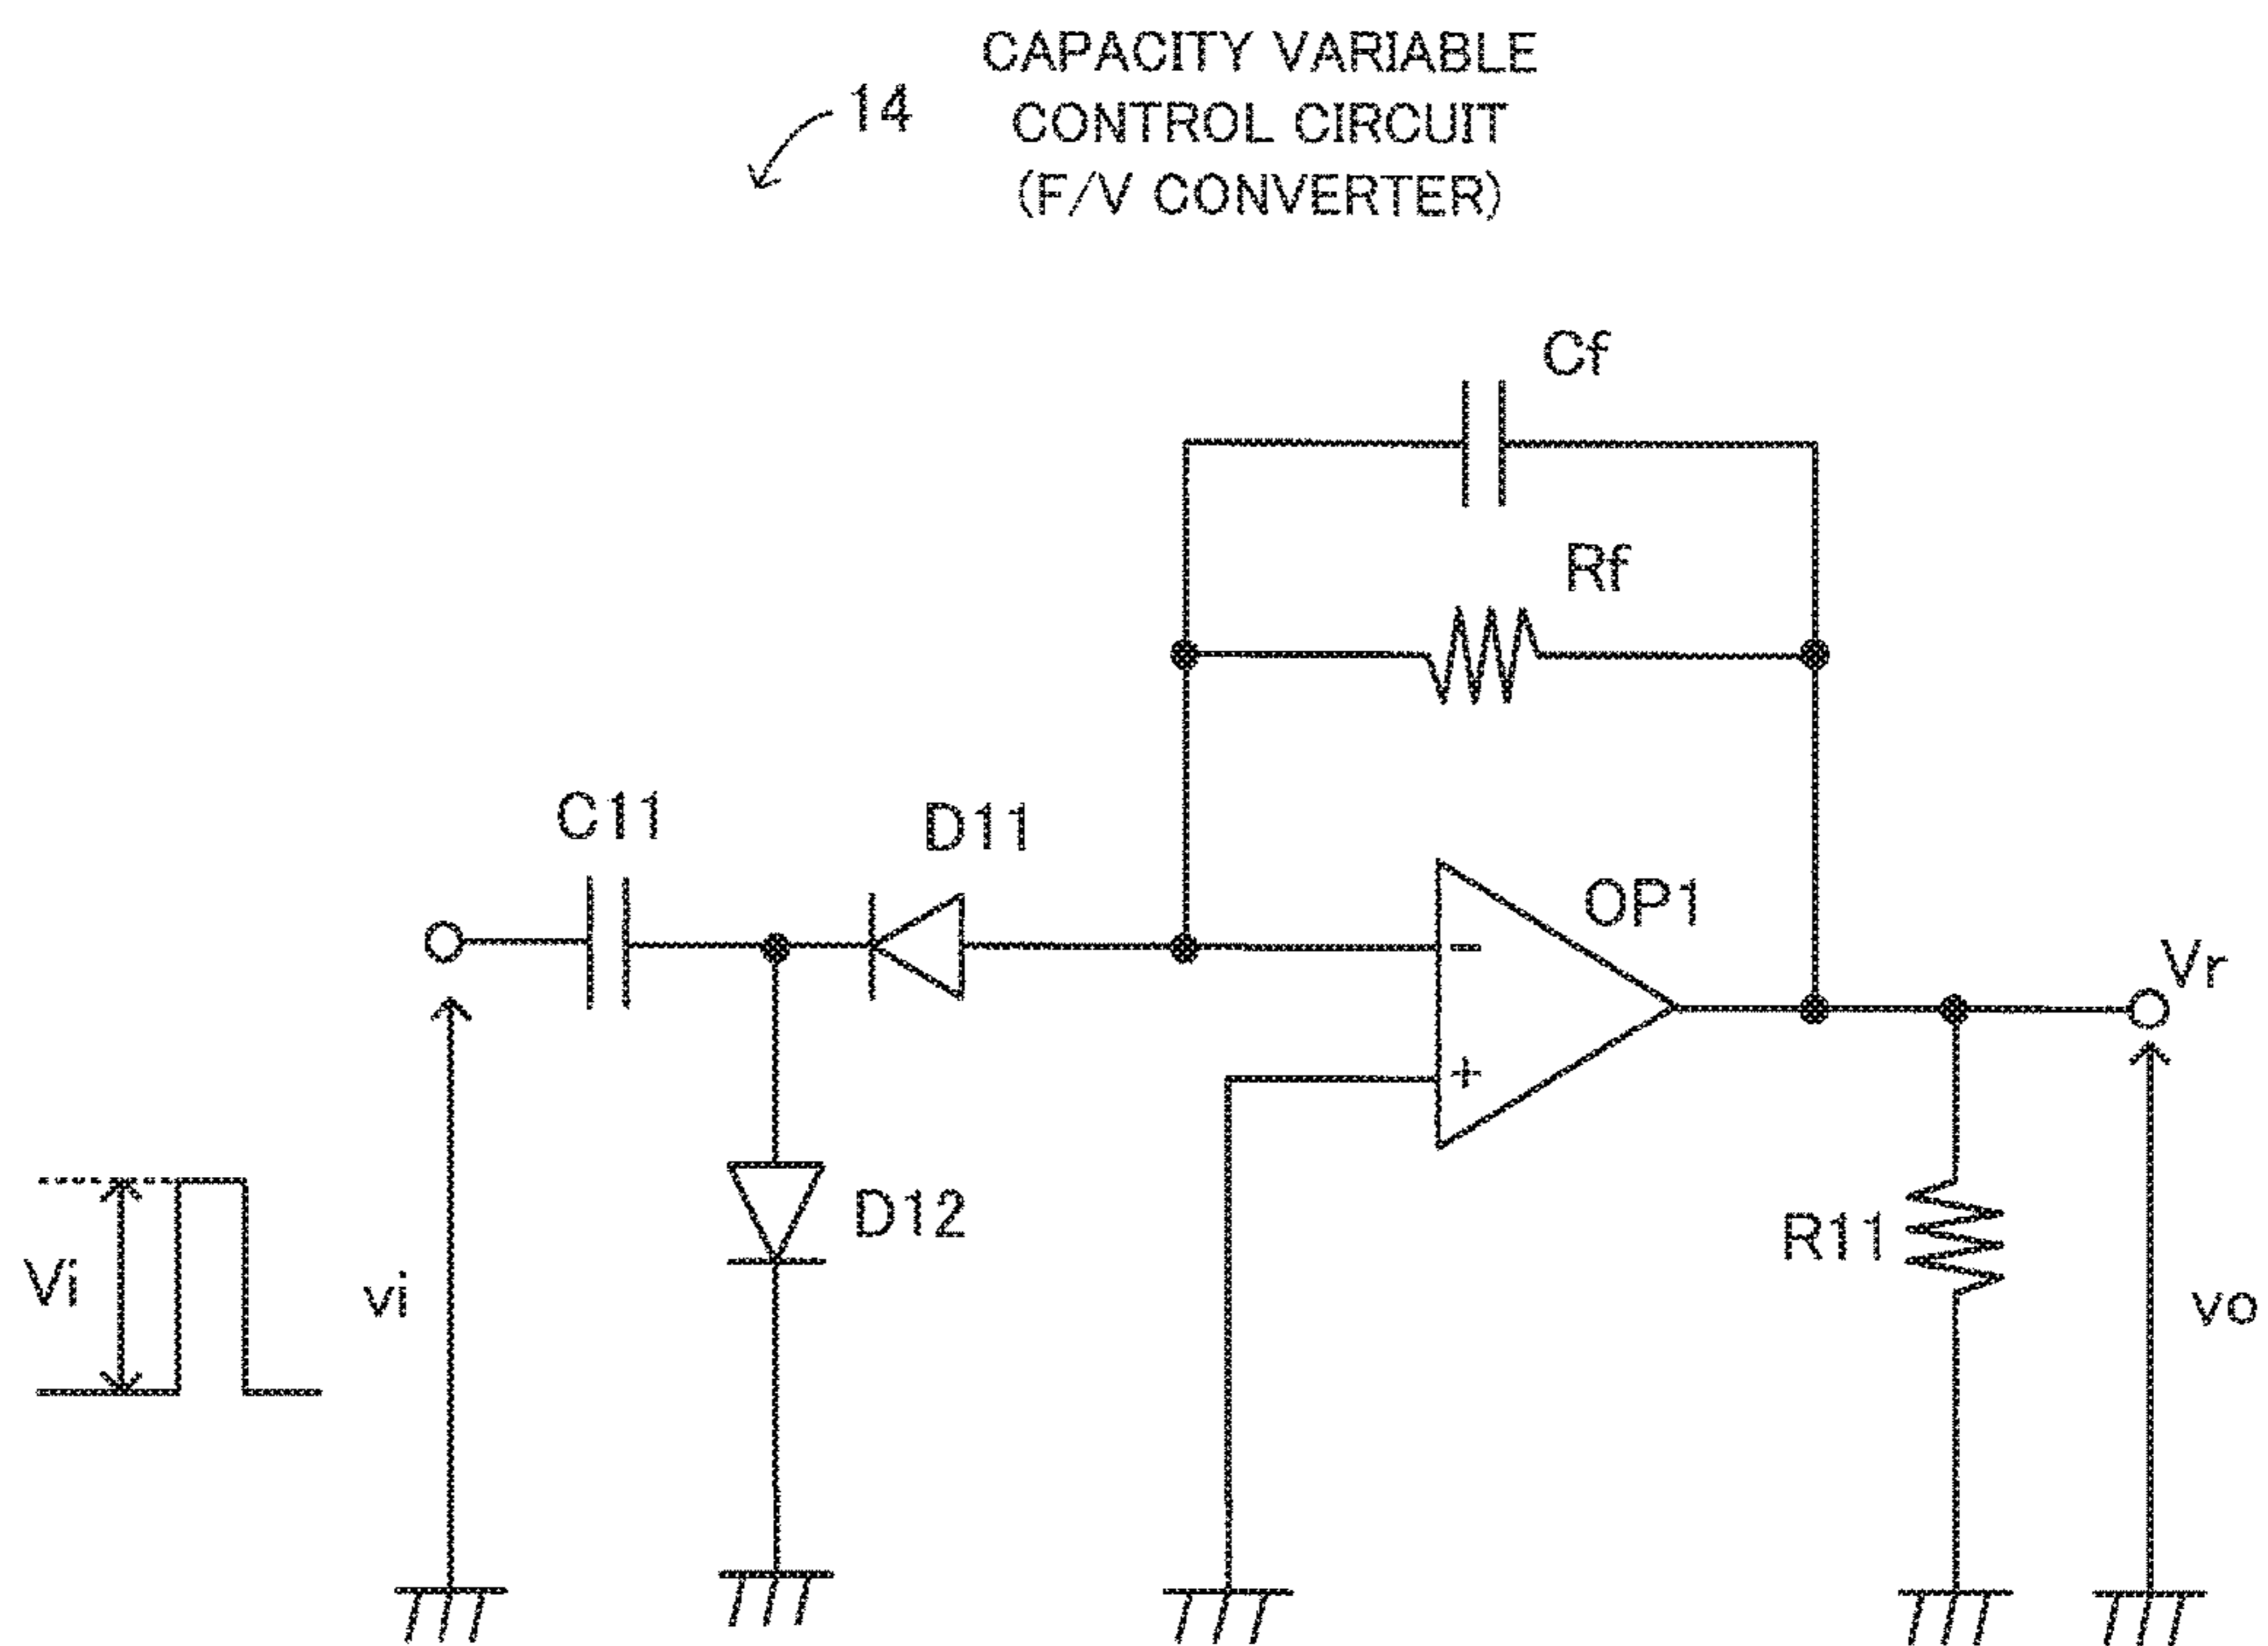 CAPACITY VARIABLE
CONTROL CIRCUIT
(F/V CONVERTER)
14
Cf
Rf
C11
D11
OP1
-
+
Vr
D12
R11
Vi
vi
vo